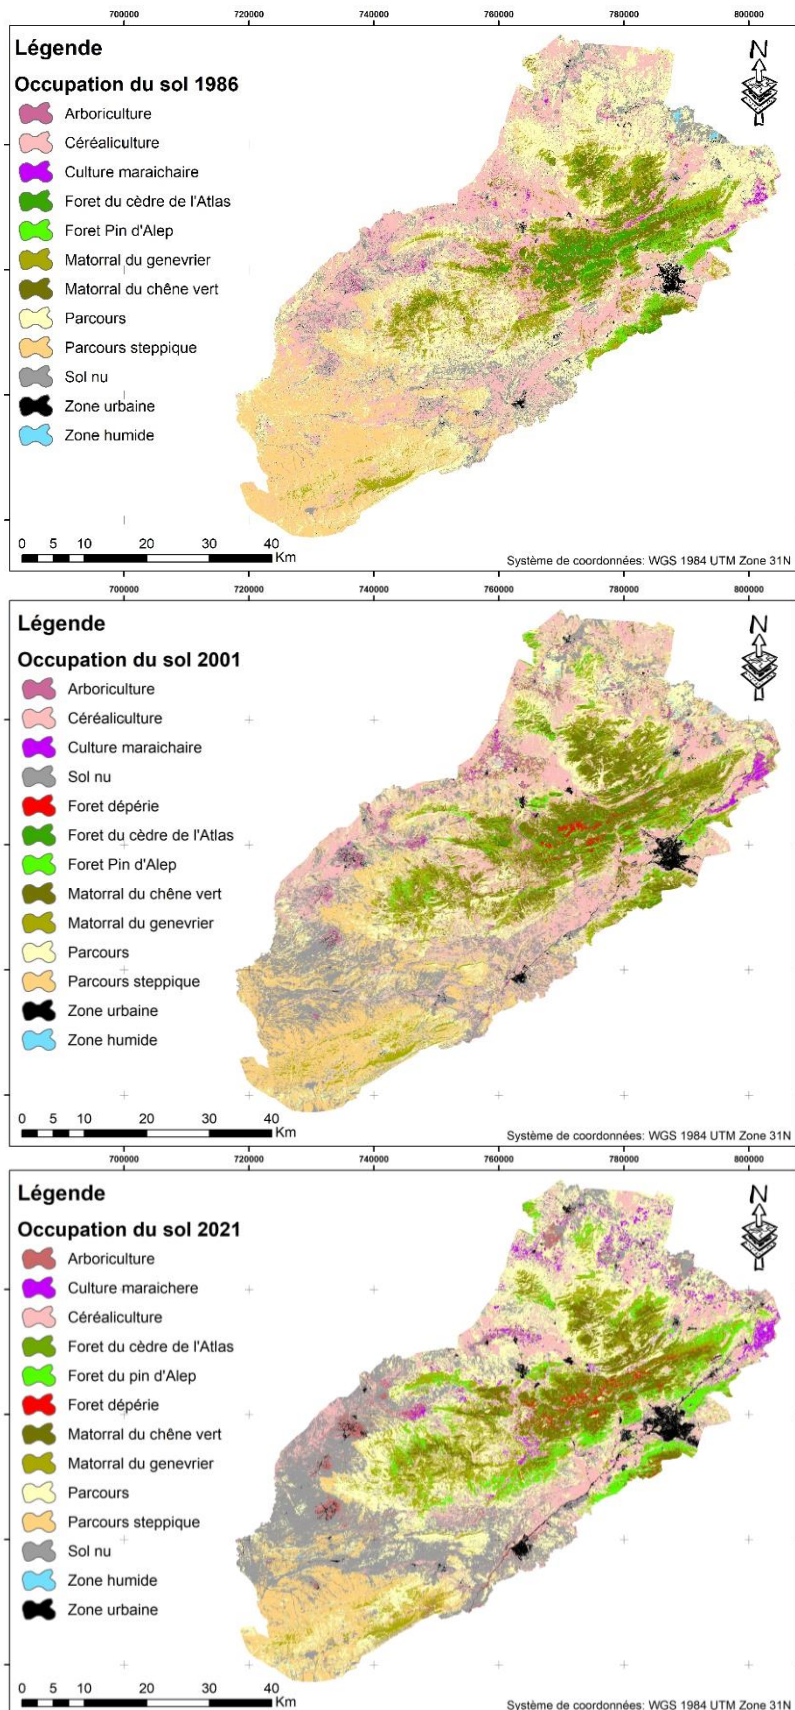 700000 720000 740000 760000 780000 800000
Légende
N
Occupation du sol 1986
Arboriculture
Céréaliculture
Culture maraichaire
Foret du cèdre de l'Atlas
Foret Pin d'Alep
Matorral du genevrier
Matorral du chêne vert
Parcours
Parcours steppique
Sol nu
Zone urbaine
Zone humide
0 5 10 20 30 40
Km
Système de coordonnées: WGS 1984 UTM Zone 31N
700000 720000 740000 760000 780000 800000
Légende
N
Occupation du sol 2001
Arboriculture
Céréaliculture
Culture maraichaire
Sol nu
Foret dépérie
Foret du cèdre de l'Atlas
Foret Pin d'Alep
Matorral du chêne vert
Matorral du genevrier
Parcours
Parcours steppique
Zone urbaine
Zone humide
0 5 10 20 30 40
Km
Système de coordonnées: WGS 1984 UTM Zone 31N
700000 720000 740000 760000 780000 800000
Légende
N
Occupation du sol 2021
Arboriculture
Culture maraichere
Céréaliculture
Foret du cèdre de l'Atlas
Foret du pin d'Alep
Foret dépérie
Matorral du chêne vert
Matorral du genevrier
Parcours
Parcours steppique
Sol nu
Zone humide
Zone urbaine
0 5 10 20 30 40
Km
Système de coordonnées: WGS 1984 UTM Zone 31N